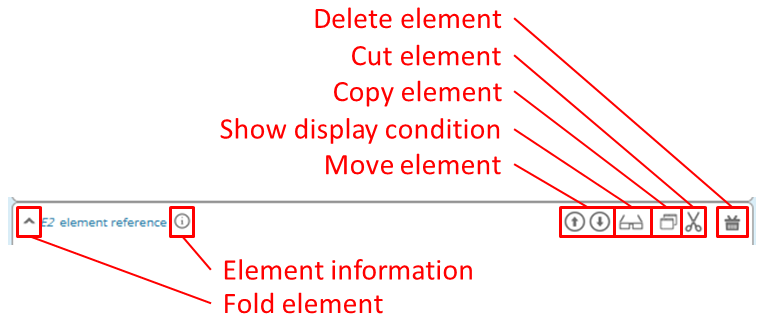 Delete element
Cut element
Copy element
Show display condition
Move element
E2 element reference
Element information
Fold element